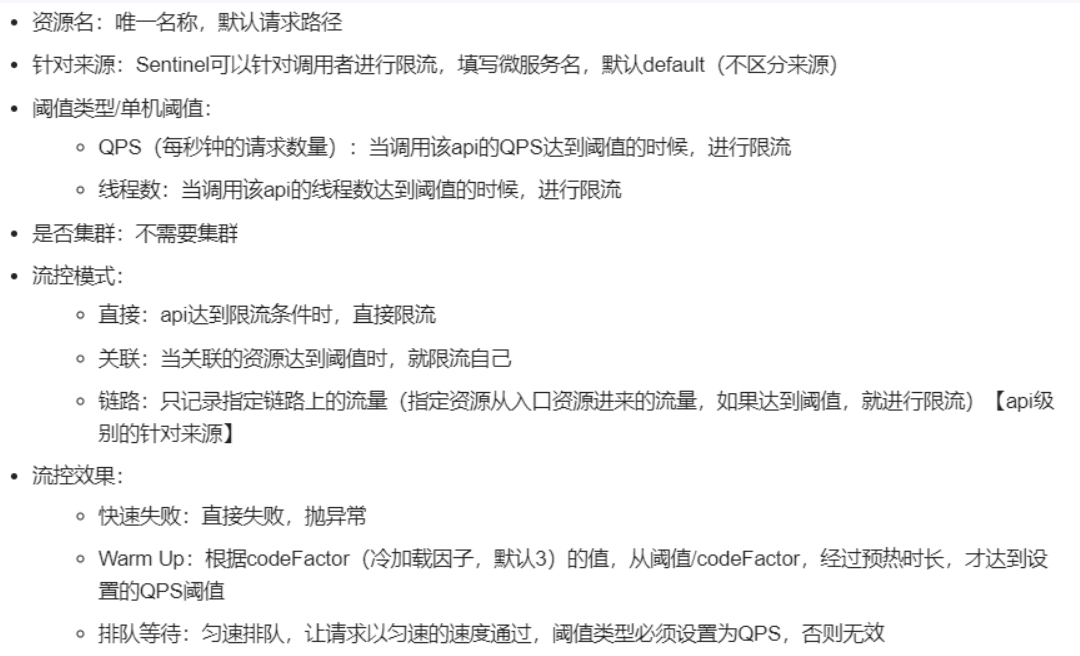 • 资源名：唯一名称，默认请求路径
• 针对来源：Sentinel可以针对调用者进行限流，填写微服务名，默认default（不区分来源）
• 阈值类型/单机阈值：
◦ QPS（每秒钟的请求数量）：当调用该api的QPS达到阈值的时候，进行限流
◦ 线程数：当调用该api的线程数达到阈值的时候，进行限流
• 是否集群：不需要集群
• 流控模式：
◦ 直接：api达到限流条件时，直接限流
◦ 关联：当关联的资源达到阈值时，就限流自己
◦ 链路：只记录指定链路上的流量（指定资源从入口资源进来的流量，如果达到阈值，就进行限流）【api级
别的针对来源】
• 流控效果：
◦ 快速失败：直接失败，抛异常
◦ Warm Up：根据codeFactor（冷加载因子，默认3）的值，从阈值/codeFactor，经过预热时长，才达到设
置的QPS阈值
◦ 排队等待：匀速排队，让请求以匀速的速度通过，阈值类型必须设置为QPS，否则无效